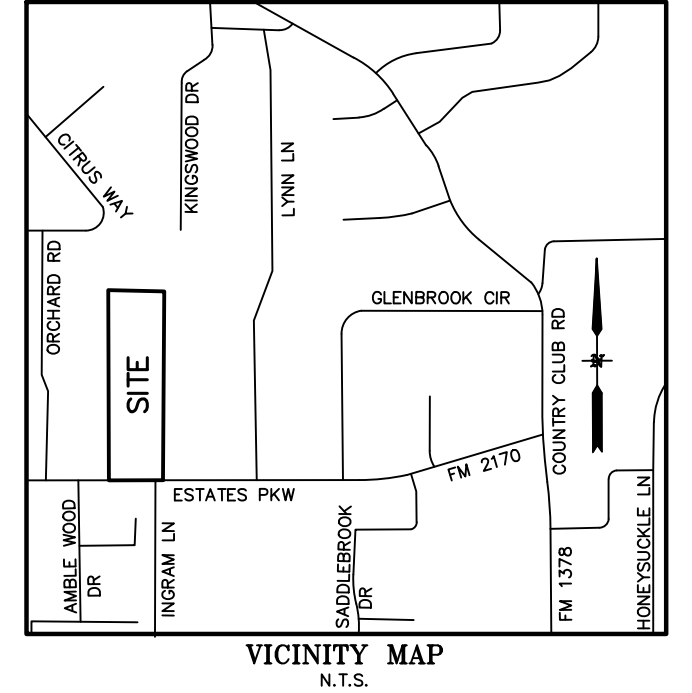 CITRUS WAY
KINGSWOOD DR
LYNN LN
ORCHARD RD
GLENBROOK CIR
COUNTRY CLUB RD
SITE
N
FM 2170
ESTATES PKW
AMBLE WOOD
DR
INGRAM LN
SADDLEBROOK
DR
FM 1378
HONEYSUCKLE LN
VICINITY MAP
N.T.S.